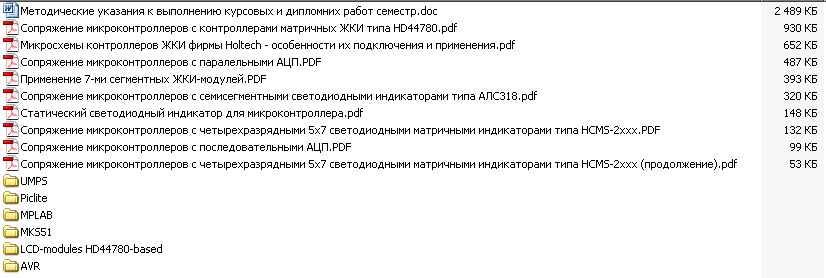 Методические указания к выполнению курсовых и дипломних работ семестр.doc 2 489 КБ
Сопряжение микроконтроллеров с контроллерами матричных ЖКИ типа HD44780.pdf 930 КБ
Микросхемы контроллеров ЖКИ фирмы Holtech - особенности их подключения и применения.pdf 652 КБ
Сопряжение микроконтроллеров с паралельными АЦП.PDF 487 КБ
Применение 7-ми сегментных ЖКИ-модулей.PDF 393 КБ
Сопряжение микроконтроллеров с семисегментными светодиодными индикаторами типа АЛС318.pdf 320 КБ
Статический светодиодный индикатор для микроконтроллера.pdf 148 КБ
Сопряжение микроконтроллеров с четырехразрядными 5x7 светодиодными матричными индикаторами типа HCMS-2xxx.PDF 132 КБ
Сопряжение микроконтроллеров с последовательными АЦП.PDF 99 КБ
Сопряжение микроконтроллеров с четырехразрядными 5x7 светодиодными матричными индикаторами типа HCMS-2xxx (продолжение).pdf 53 КБ
UMPS
Piclite
MPLAB
MKS51
LCD-modules HD44780-based
AVR